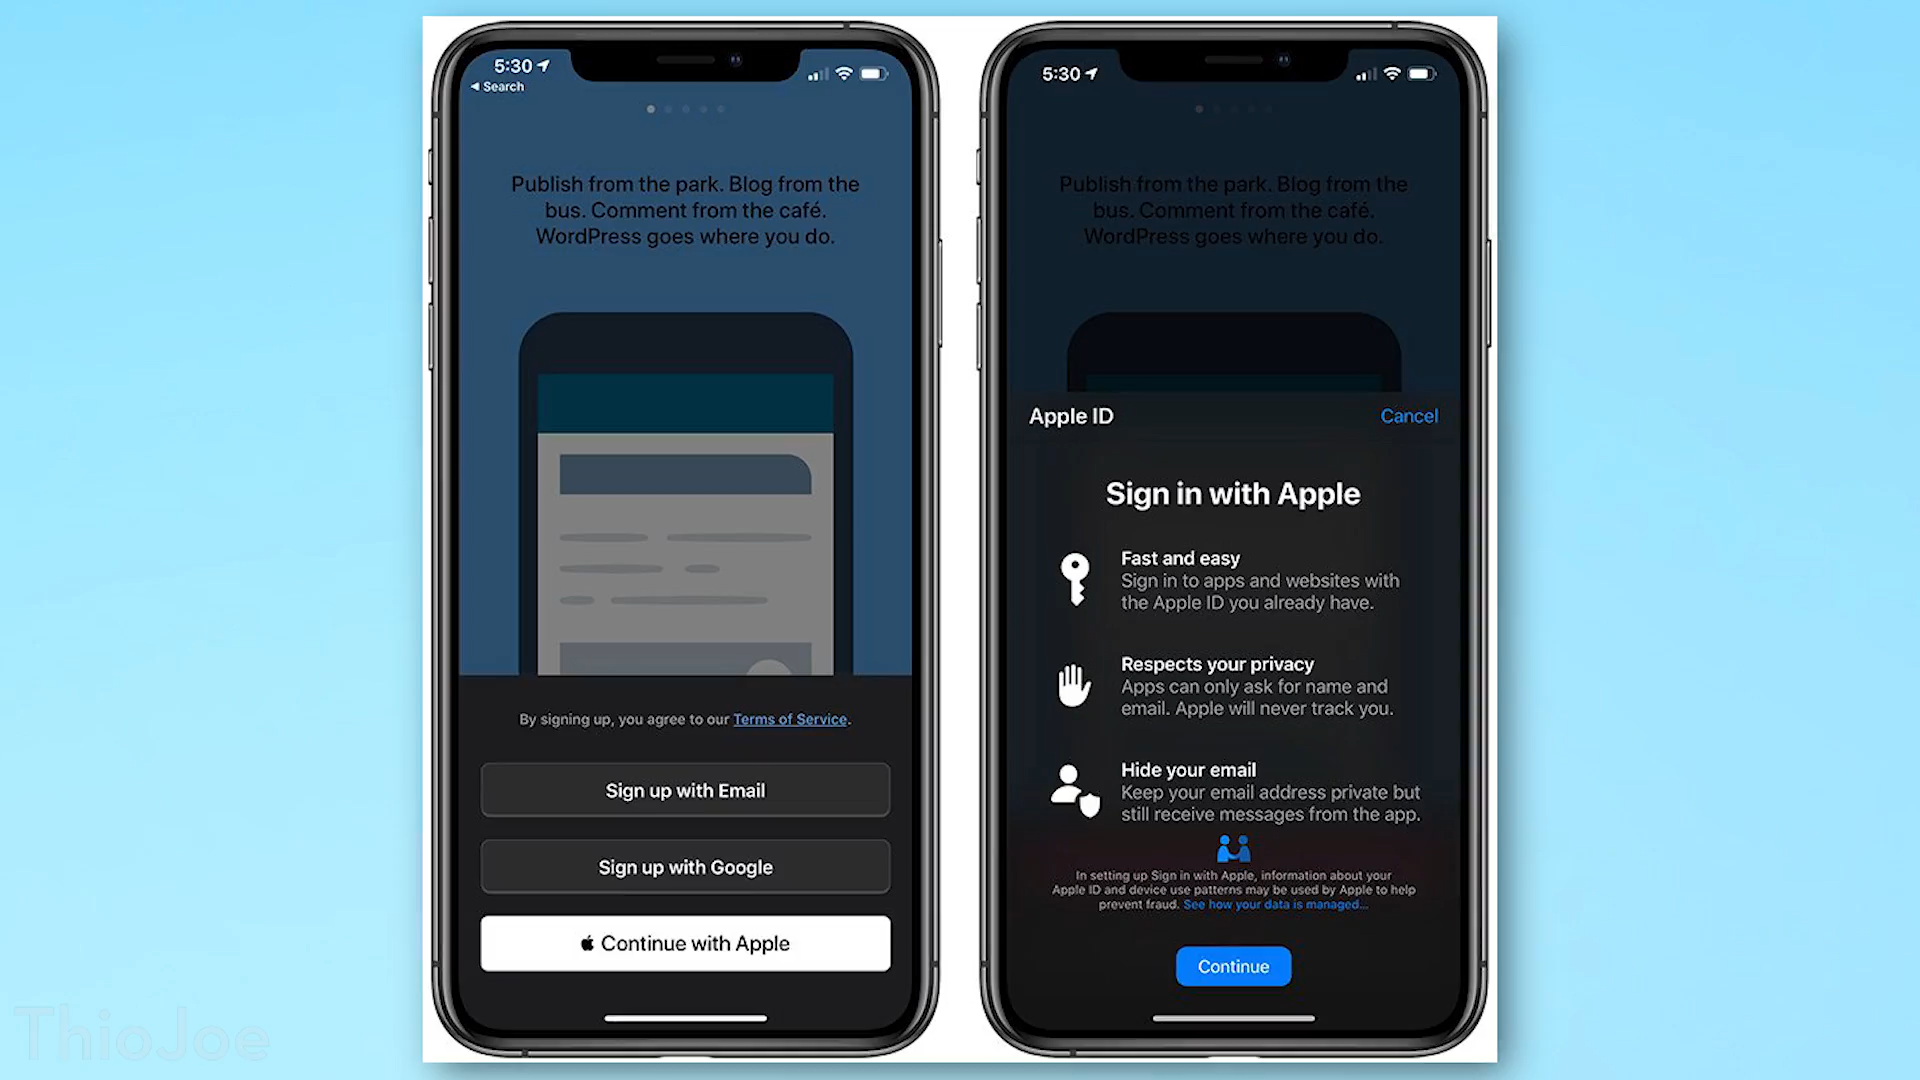 5:30
Search
Publish from the park. Blog from the
bus. Comment from the café.
WordPress goes where you do.
By signing up, you agree to our Terms of Service.
Sign up with Email
Sign up with Google
Continue with Apple
5:30
Publish from the park. Blog from the
bus. Comment from the café.
WordPress goes where you do.
Apple ID
Cancel
Sign in with Apple
Fast and easy
Sign in to apps and websites with
the Apple ID you already have.
Respects your privacy
Apps can only ask for name and
email. Apple will never track you.
Hide your email
Keep your email address private but
still receive messages from the app.
In setting up Sign in with Apple, information about your
Apple ID and device use patterns may be used by Apple to help
prevent fraud. See how your data is managed...
Continue
ThioJoe